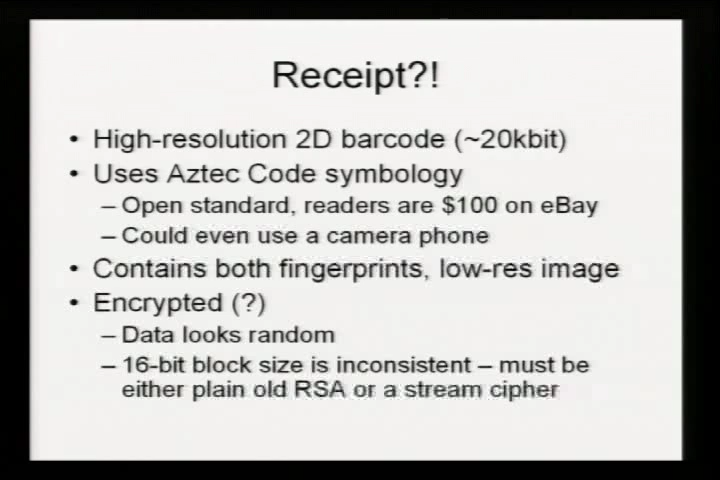 Receipt?!
• High-resolution 2D barcode (~20kbit)
• Uses Aztec Code symbology
– Open standard, readers are $100 on eBay
– Could even use a camera phone
• Contains both fingerprints, low-res image
• Encrypted (?)
– Data looks random
– 16-bit block size is inconsistent – must be
either plain old RSA or a stream cipher